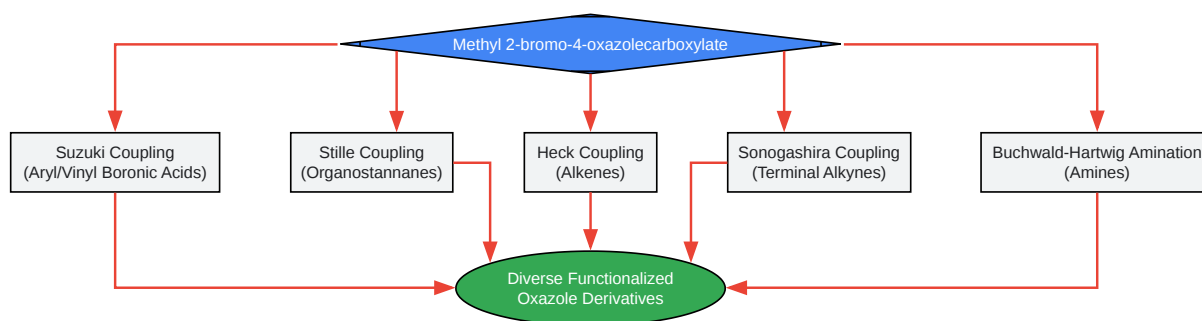 Methyl 2-bromo-4-oxazolecarboxylate
Suzuki Coupling
(Aryl/Vinyl Boronic Acids)
Stille Coupling
(Organostannanes)
Heck Coupling
(Alkenes)
Sonogashira Coupling
(Terminal Alkynes)
Buchwald-Hartwig Amination
(Amines)
Diverse Functionalized
Oxazole Derivatives